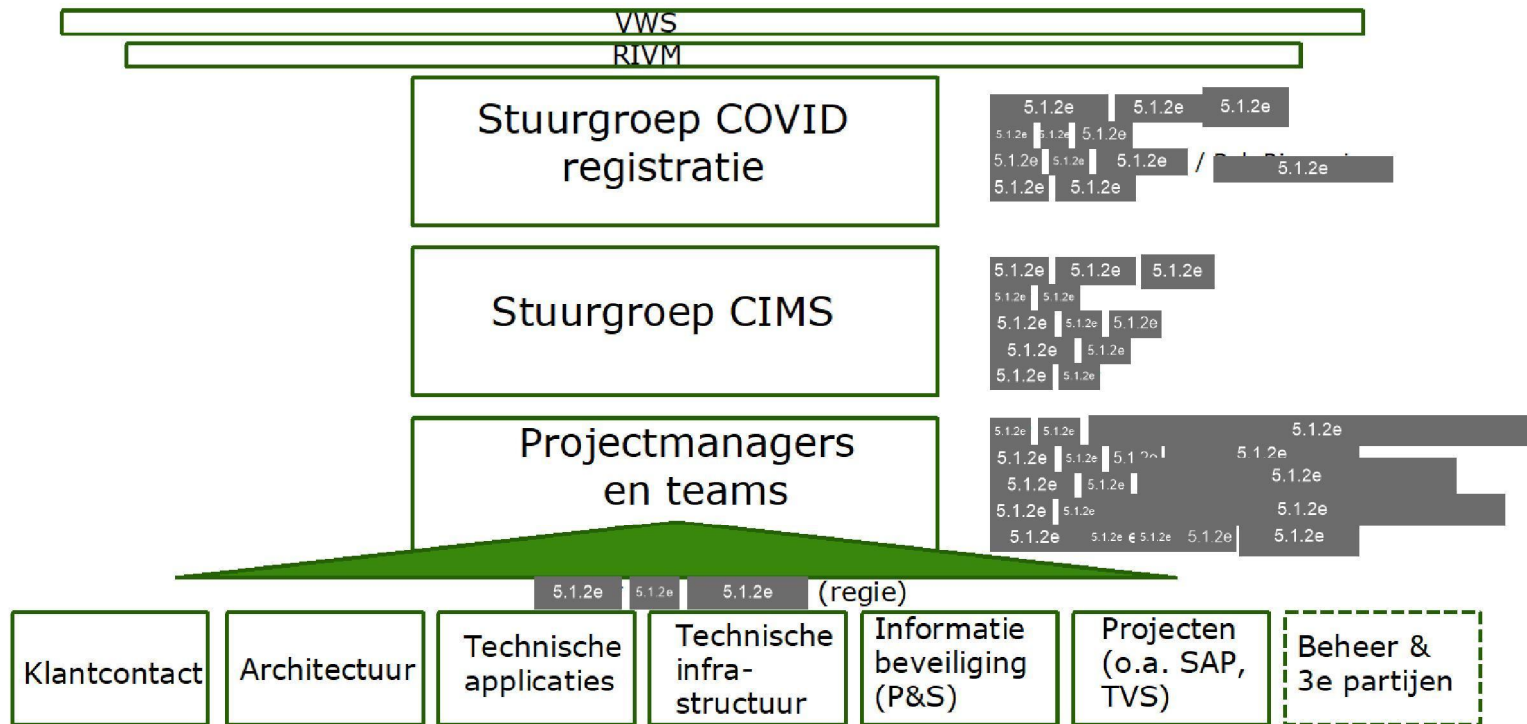 VWS
RIVM
Stuurgroep COVID
registratie
5.1.2e 5.1.2e 5.1.2e
5.1.2e 5.1.2e 5.1.2e
5.1.2e 5.1.2e 5.1.2e / 5.1.2e
5.1.2e 5.1.2e
Stuurgroep CIMS
5.1.2e 5.1.2e 5.1.2e
5.1.2e 5.1.2e
5.1.2e 5.1.2e 5.1.2e
5.1.2e 5.1.2e
5.1.2e 5.1.2e
Projectmanagers
en teams
5.1.2e 5.1.2e 5.1.2e
5.1.2e 5.1.2e 5.1.2e 5.1.2e
5.1.2e 5.1.2e 5.1.2e
5.1.2e 5.1.2e 5.1.2e
5.1.2e 5.1.2e e 5.1.2e 5.1.2e 5.1.2e
5.1.2e 5.1.2e 5.1.2e (regie)
Klantcontact
Architectuur
Technische
applicaties
Technische
infra-
structuur
Informatie
beveiliging
(P&S)
Projecten
(o.a. SAP,
TVS)
Beheer &
3e partijen